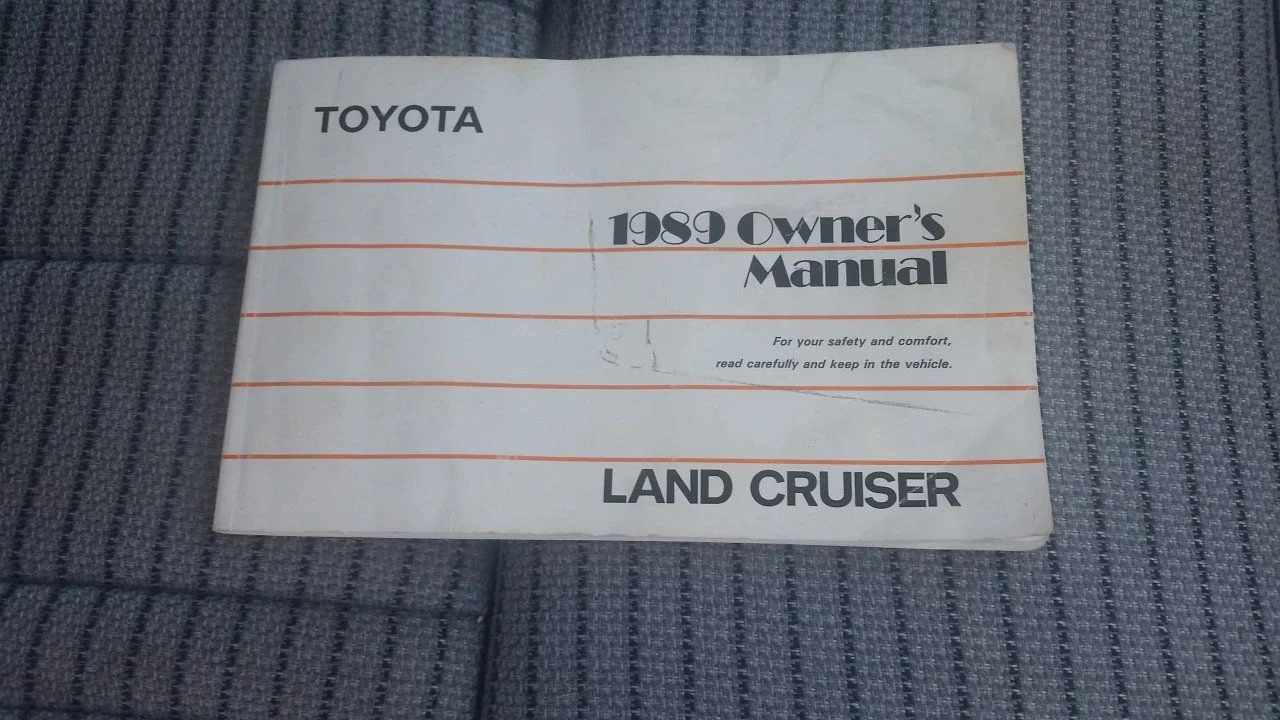 TOYOTA
1989 Owner's
Manual
For your safety and comfort,
read carefully and keep in the vehicle.
LAND CRUISER